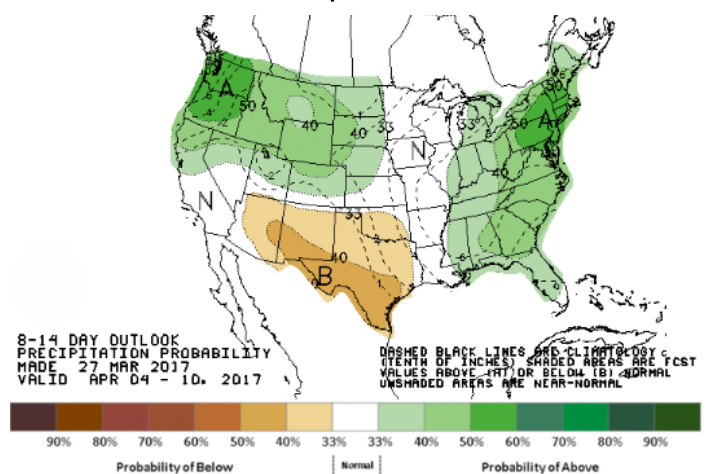 A
50
40
33
N
33
50
A
40
N
33
40
B
8-14 DAY OUTLOOK
PRECIPITATION PROBABILITY
MADE 27 MAR 2017
VALID APR 04 - 10, 2017
DASHED BLACK LINES ARE CLIMATOLOGY
(TENTH OF INCHES) SHADED AREAS ARE FCST
VALUES ABOVE (A) OR BELOW (B) NORMAL
UNSHADED AREAS ARE NEAR-NORMAL
90% 80% 70% 60% 50% 40% 33% 33% 40% 50% 60% 70% 80% 90%
Probability of Below Normal Probability of Above